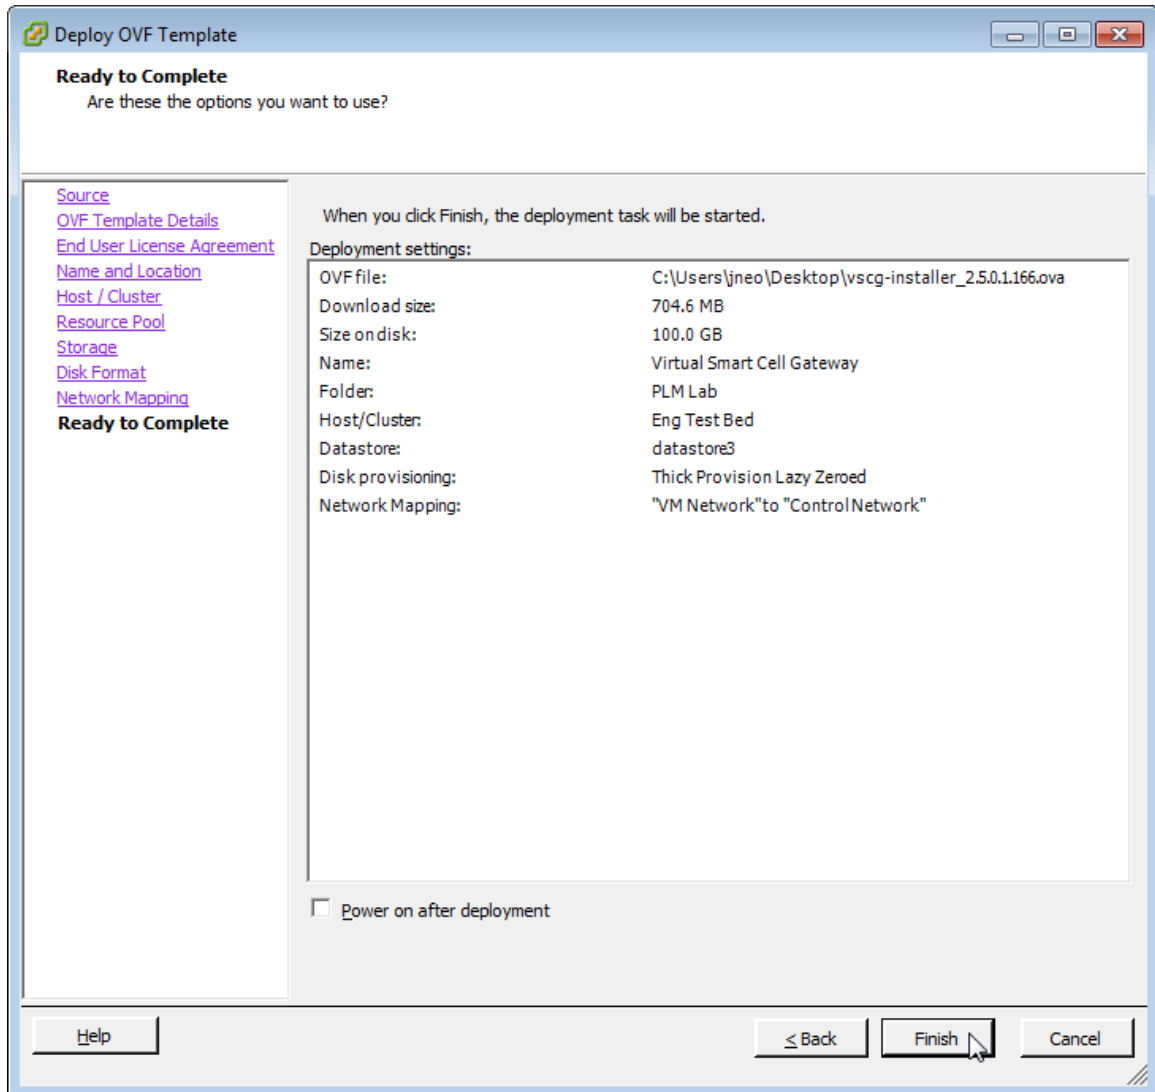 Deploy OVF Template
Ready to Complete
Are these the options you want to use?
Source
OVF Template Details
End User License Agreement
Name and Location
Host / Cluster
Resource Pool
Storage
Disk Format
Network Mapping
Ready to Complete
When you click Finish, the deployment task will be started.
Deployment settings:
OVF file: C:\Users\jneo\Desktop\vscg-installer_2.5.0.1.166.ova
Download size: 704.6 MB
Size on disk: 100.0 GB
Name: Virtual Smart Cell Gateway
Folder: PLM Lab
Host/Cluster: Eng Test Bed
Datastore: datastore3
Disk provisioning: Thick Provision Lazy Zeroed
Network Mapping: "VM Network"to "Control Network"
Power on after deployment
Help
< Back
Finish
Cancel